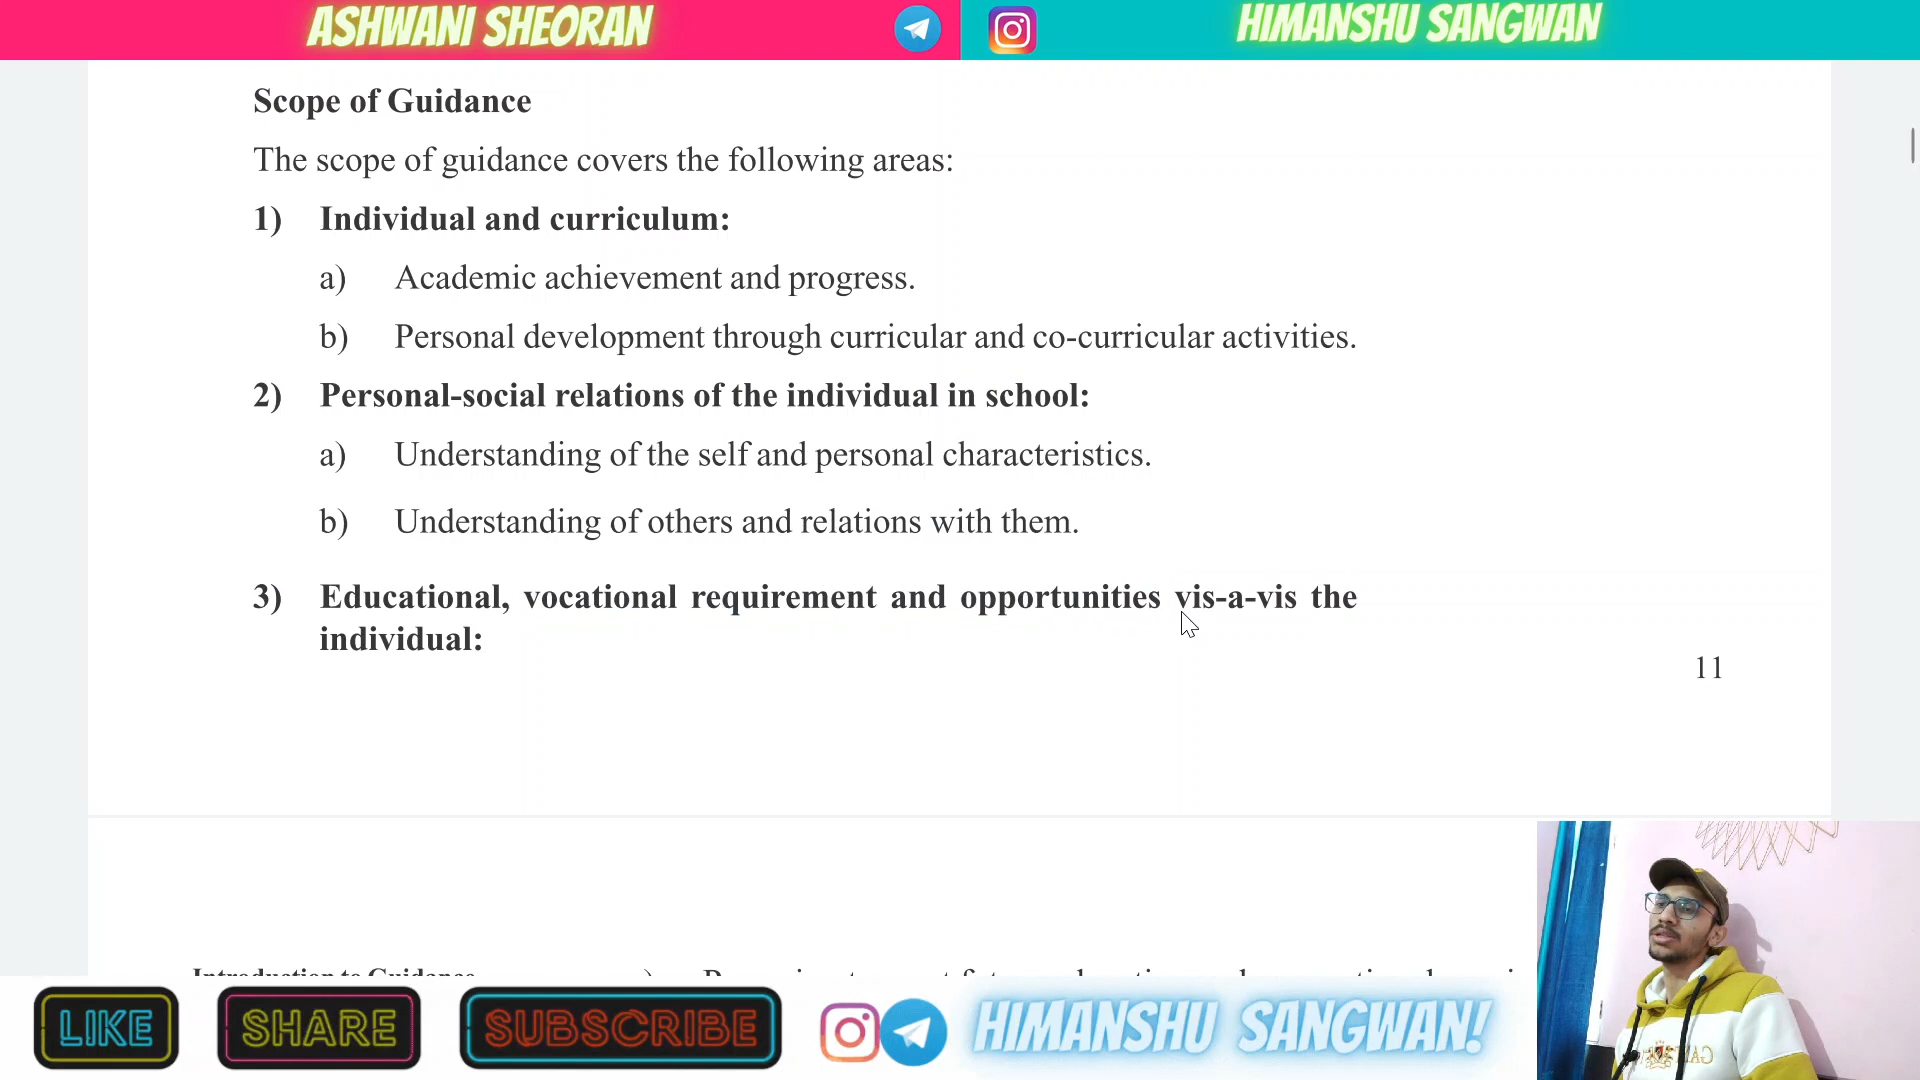 ASHWANI SHEORAN
HIMANSHU SANGWAN
Scope of Guidance
The scope of guidance covers the following areas:
1) Individual and curriculum:
a) Academic achievement and progress.
b) Personal development through curricular and co-curricular activities.
2) Personal-social relations of the individual in school:
a) Understanding of the self and personal characteristics.
b) Understanding of others and relations with them.
3) Educational, vocational requirement and opportunities vis-a-vis the
individual:
11
Introduction to Guidance
LIKE
SHARE
SUBSCRIBE
HIMANSHU SANGWAN!